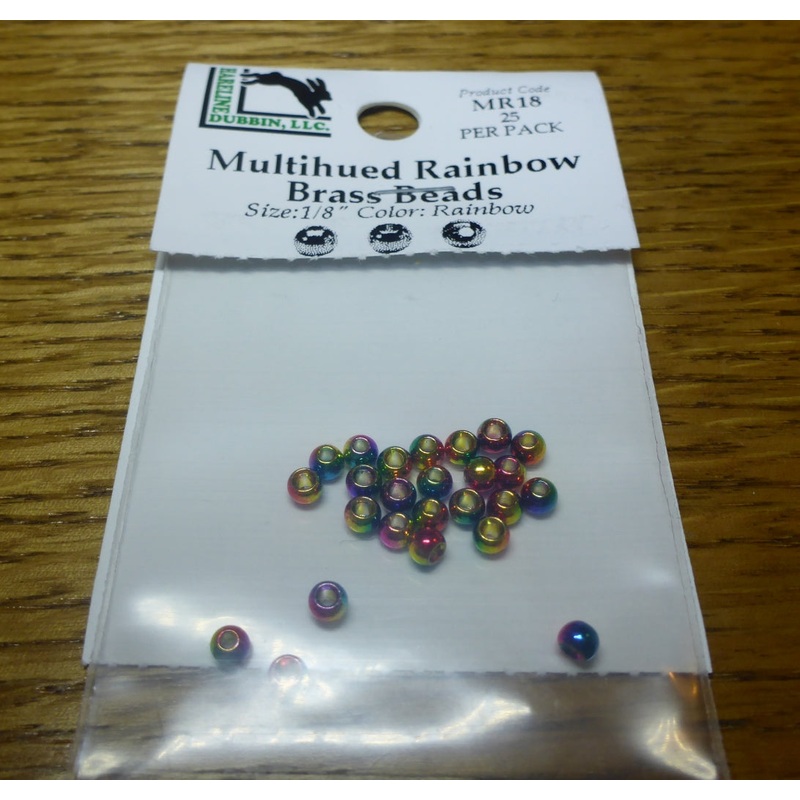 HARELINE
DUBBIN, LLC.
Product Code
MR18
25
PER PACK
Multihued Rainbow
Brass Beads
Size:1/8" Color: Rainbow